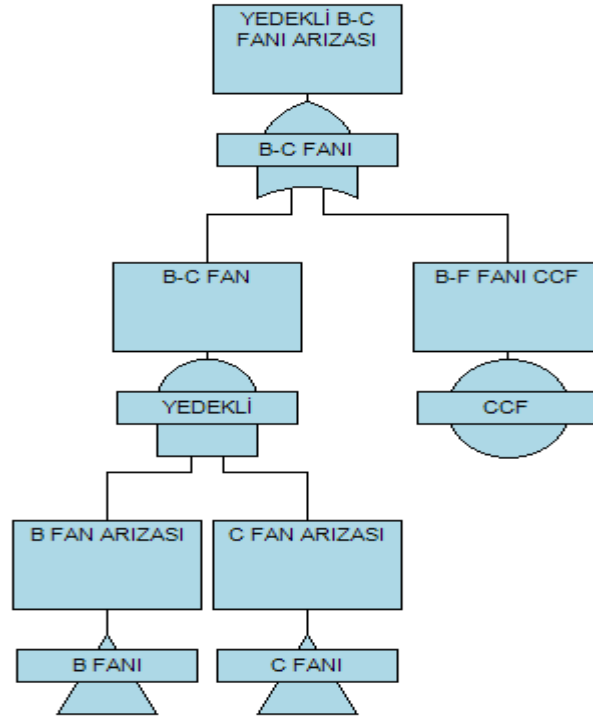 YEDEKLİ B-C
FANI ARIZASI
B-C FANI
B-C FAN
B-F FANI CCF
YEDEKLİ
CCF
B FAN ARIZASI
C FAN ARIZASI
B FANI
C FANI